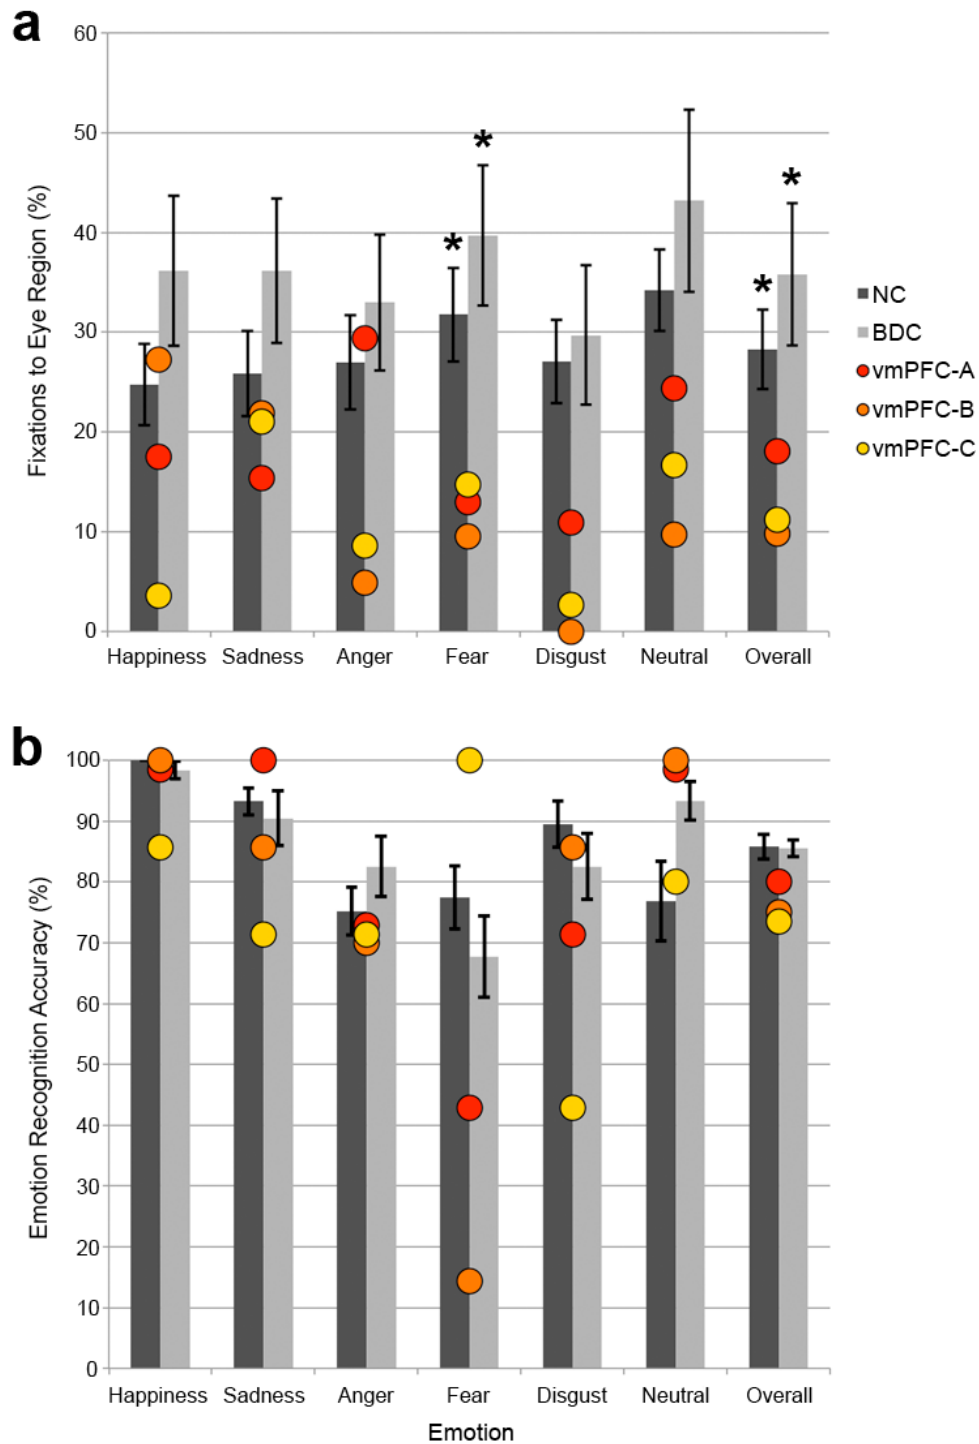 a
Fixations to Eye Region (%)
60
50
40
30
20
10
0
*
*
*
*
Happiness Sadness Anger Fear Disgust Neutral Overall
NC
BDC
vmPFC-A
vmPFC-B
vmPFC-C
b
Emotion Recognition Accuracy (%)
100
90
80
70
60
50
40
30
20
10
0
Happiness Sadness Anger Fear Disgust Neutral Overall
Emotion